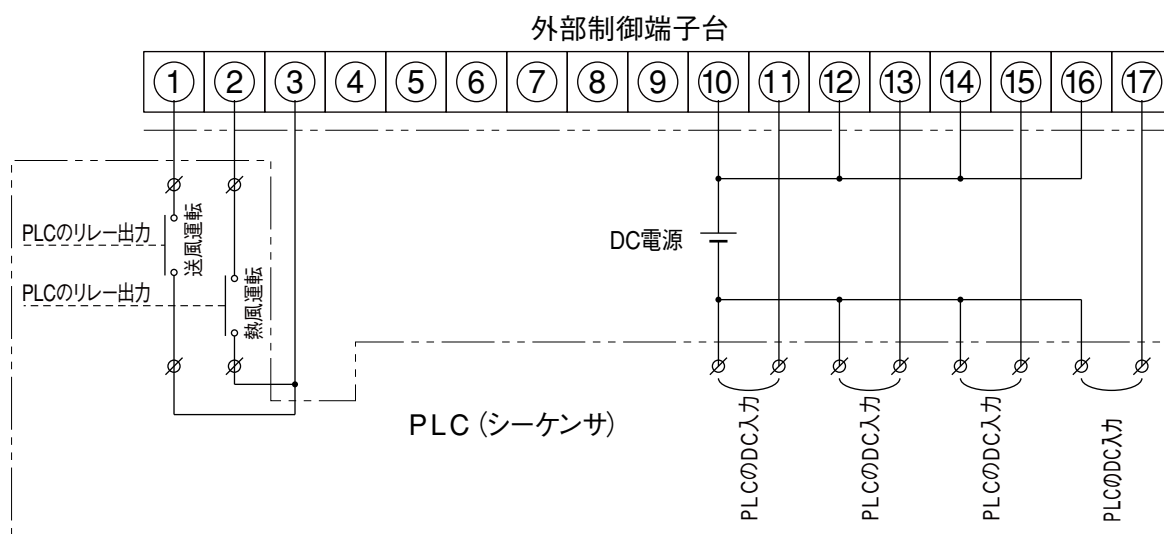 外部制御端子台
1 2 3 4 5 6 7 8 9 10 11 12 13 14 15 16 17
PLCのリレー出力
送風運転
PLCのリレー出力
熱風運転
DC電源
PLC（シーケンサ）
PLCのDC入力
PLCのDC入力
PLCのDC入力
PLCのDC入力